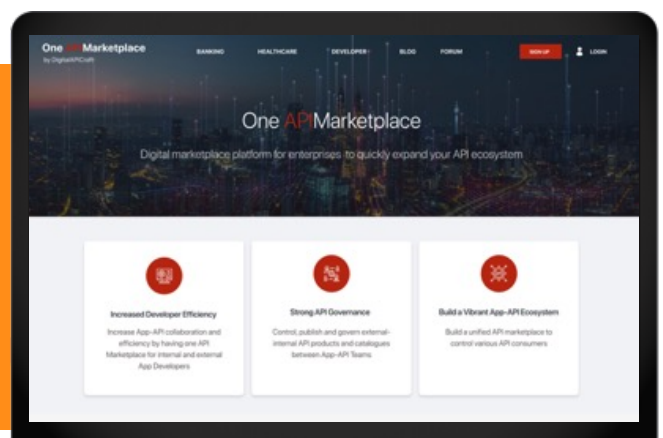 One API Marketplace
by DigitalAPICraft
BANKING HEALTHCARE DEVELOPER BLOG FORUM SIGN UP LOGIN
One APIMarketplace
Digital marketplace platform for enterprises to quickly expand your API ecosystem
Increased Developer Efficiency
Increase App-API collaboration and
efficiency by having one API
Marketplace for internal and external
App Developers
Strong API Governance
Control, publish and govern external-
internal API products and catalogues
between App-API Teams
Build a Vibrant App-API Ecosystem
Build a unified API marketplace to
control various API consumers